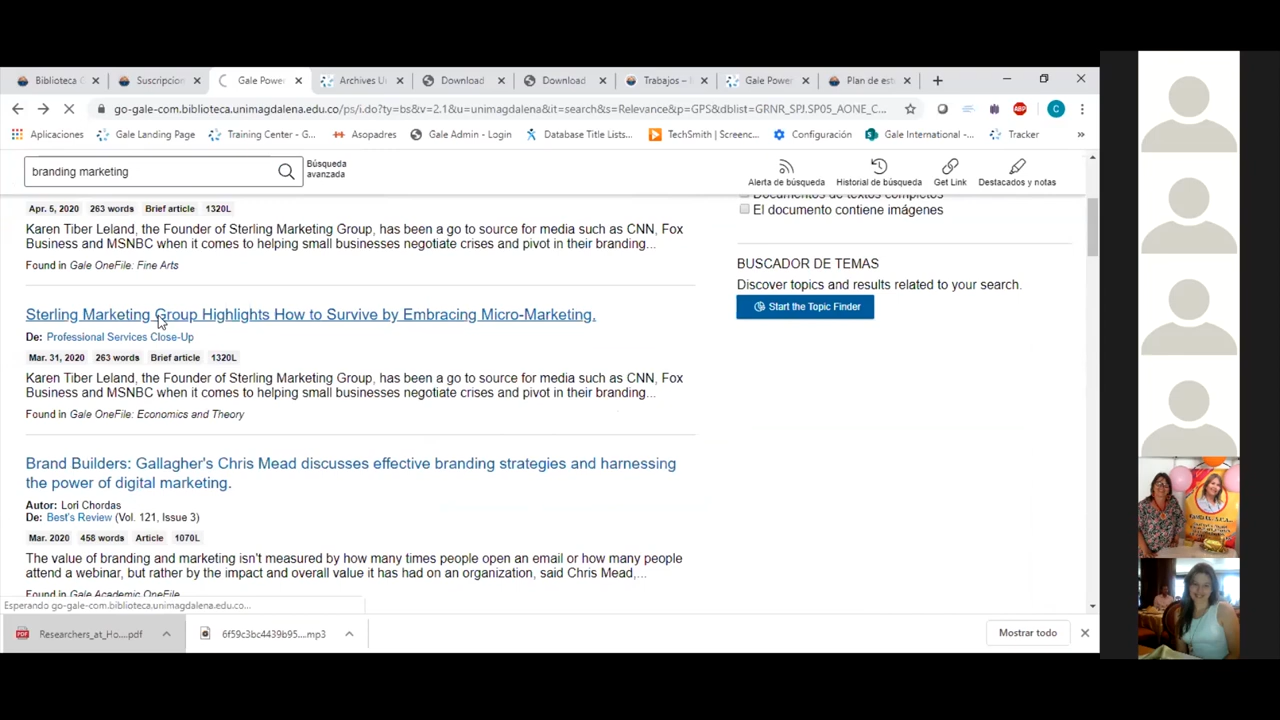 Biblioteca
Suscripcion
Gale Power
Archives U
Download
Download
Trabajos –
Gale Power
Plan de est
go-gale-com.biblioteca.unimagdalena.edu.co/ps/i.do?ty=bs&v=2.1&u=unimagdalena&it=search&s=Relevance&p=GPS&dblist=GRNR_SPJ.SP05_AONE_C...
ABP
C
Aplicaciones
Gale Landing Page
Training Center - G...
Asopadres
Gale Admin - Login
Database Title Lists...
TechSmith | Screenc...
Configuración
Gale International -...
Tracker
»
branding marketing
Búsqueda
avanzada
Alerta de búsqueda
Historial de búsqueda
Get Link
Destacados y notas
Documentos de textos completos
El documento contiene imágenes
Apr. 5, 2020 263 words Brief article 1320L
Karen Tiber Leland, the Founder of Sterling Marketing Group, has been a go to source for media such as CNN, Fox
Business and MSNBC when it comes to helping small businesses negotiate crises and pivot in their branding...
Found in Gale OneFile: Fine Arts
BUSCADOR DE TEMAS
Discover topics and results related to your search.
Start the Topic Finder
Sterling Marketing Group Highlights How to Survive by Embracing Micro-Marketing.
De: Professional Services Close-Up
Mar. 31, 2020 263 words Brief article 1320L
Karen Tiber Leland, the Founder of Sterling Marketing Group, has been a go to source for media such as CNN, Fox
Business and MSNBC when it comes to helping small businesses negotiate crises and pivot in their branding...
Found in Gale OneFile: Economics and Theory
Brand Builders: Gallagher's Chris Mead discusses effective branding strategies and harnessing
the power of digital marketing.
Autor: Lori Chordas
De: Best's Review (Vol. 121, Issue 3)
Mar. 2020 458 words Article 1070L
The value of branding and marketing isn't measured by how many times people open an email or how many people
attend a webinar, but rather by the impact and overall value it has had on an organization, said Chris Mead,...
Found in Gale Academic OneFile
Esperando go-gale-com.biblioteca.unimagdalena.edu.co...
PDF
Researchers_at_Ho....pdf
6f59c3bc4439b95....mp3
Mostrar todo